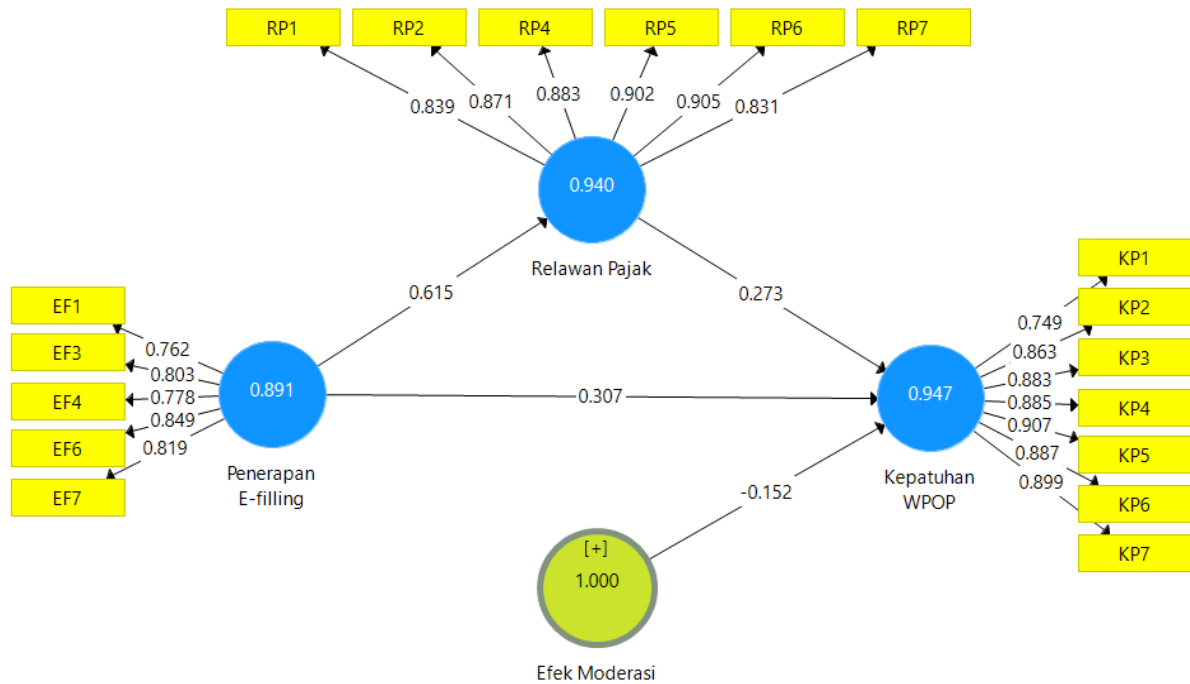 RP1
RP2
RP4
RP5
RP6
RP7
0.839
0.871
0.883
0.902
0.905
0.831
0.940
Relawan Pajak
0.615
0.273
EF1
EF3
EF4
EF6
EF7
0.762
0.803
0.778
0.849
0.819
0.891
Penerapan
E-filling
0.307
-0.152
0.947
Kepatuhan
WPOP
0.749
0.863
0.883
0.885
0.907
0.887
0.899
KP1
KP2
KP3
KP4
KP5
KP6
KP7
[+]
1.000
Efek Moderasi